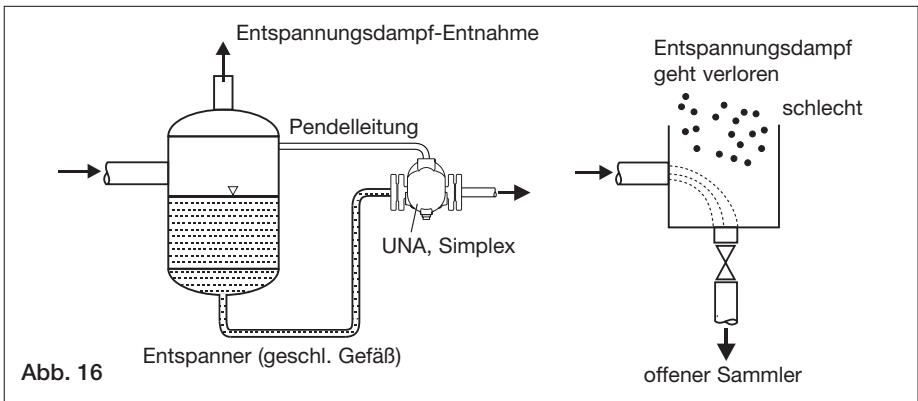 Entspannungsdampf-Entnahme
Pendelleitung
UNA, Simplex
Entspanner (geschl. Gefäß)
Abb. 16
Entspannungsdampf
geht verloren
schlecht
offener Sammler